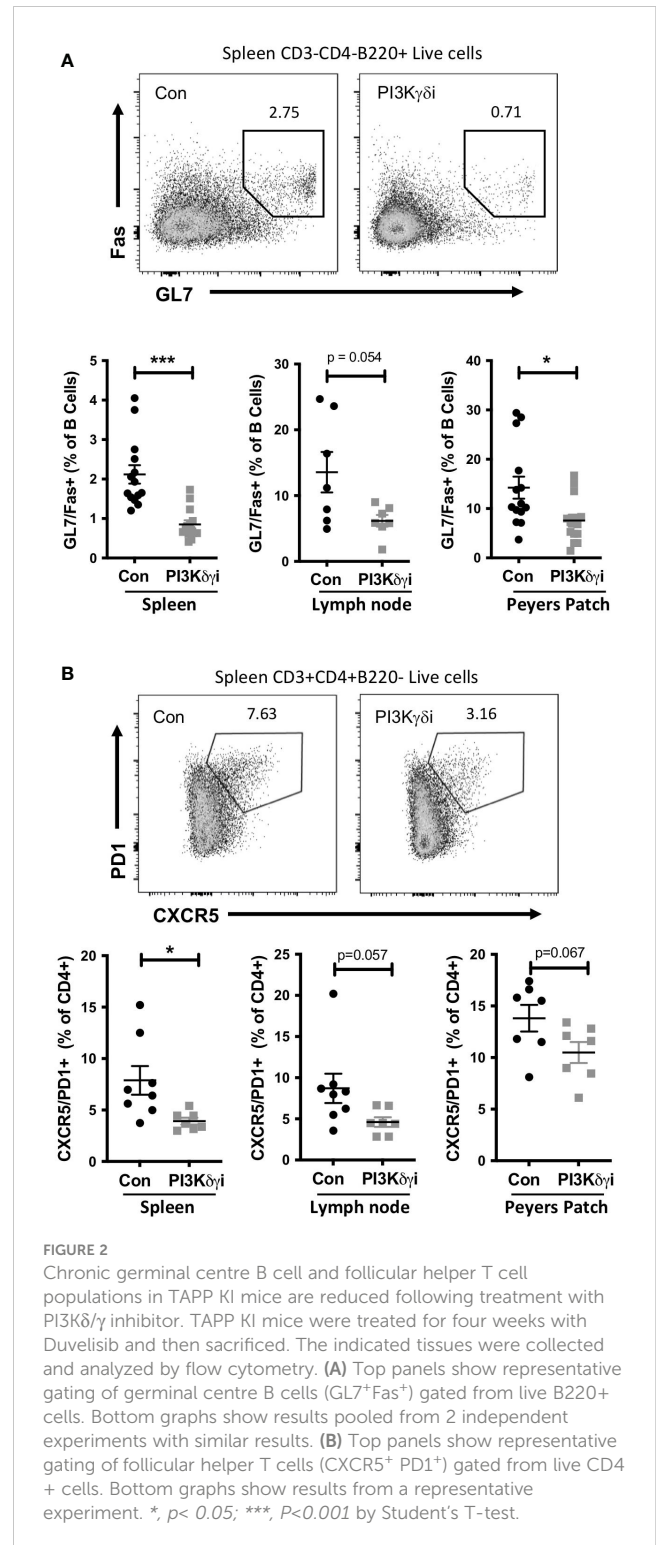 A
Spleen CD3-CD4-B220+ Live cells
Con
2.75
PI3Kγδi
0.71
Fas
GL7
GL7/Fas+ (% of B Cells)
5
4
3
2
1
0
***
Con PI3Kδγi
Spleen
GL7/Fas+ (% of B Cells)
30
20
10
0
p = 0.054
Con PI3Kδγi
Lymph node
GL7/Fas+ (% of B Cells)
40
30
20
10
0
*
Con PI3Kδγi
Peyers Patch
B
Spleen CD3+CD4+B220- Live cells
Con
7.63
PI3Kγδi
3.16
PD1
CXCR5
CXCR5/PD1+ (% of CD4+)
20
15
10
5
0
*
Con PI3Kδγi
Spleen
CXCR5/PD1+ (% of CD4+)
25
20
15
10
5
0
p=0.057
Con PI3Kδγi
Lymph node
CXCR5/PD1+ (% of CD4+)
20
15
10
5
0
p=0.067
Con PI3Kδγi
Peyers Patch
FIGURE 2
Chronic germinal centre B cell and follicular helper T cell
populations in TAPP KI mice are reduced following treatment with
PI3Kδ/γ inhibitor. TAPP KI mice were treated for four weeks with
Duvelisib and then sacrificed. The indicated tissues were collected
and analyzed by flow cytometry. (A) Top panels show representative
gating of germinal centre B cells (GL7⁺Fas⁺) gated from live B220+
cells. Bottom graphs show results pooled from 2 independent
experiments with similar results. (B) Top panels show representative
gating of follicular helper T cells (CXCR5⁺ PD1⁺) gated from live CD4
+ cells. Bottom graphs show results from a representative
experiment. *, p< 0.05; ***, P<0.001 by Student’s T-test.